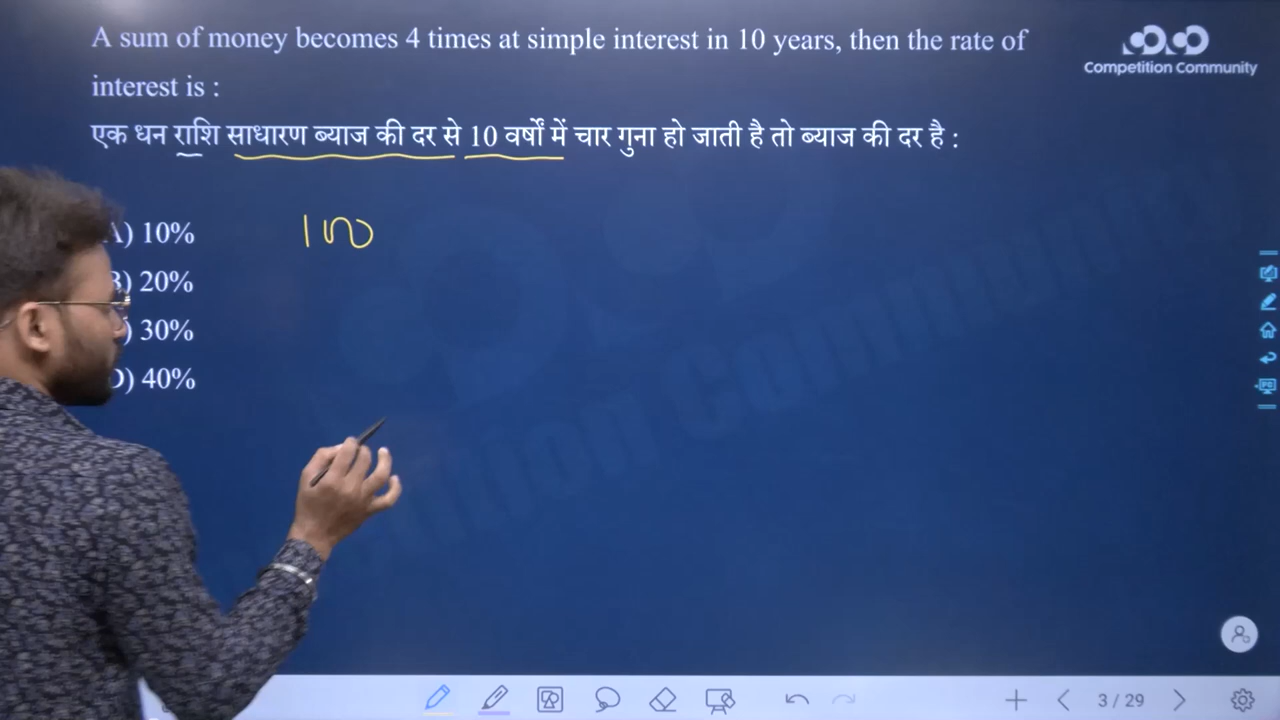 A sum of money becomes 4 times at simple interest in 10 years, then the rate of
interest is :
एक धन राशि साधारण ब्याज की दर से 10 वर्षों में चार गुना हो जाती है तो ब्याज की दर है :
A) 10%
B) 20%
) 30%
D) 40%
100
Competition Community
3 / 29